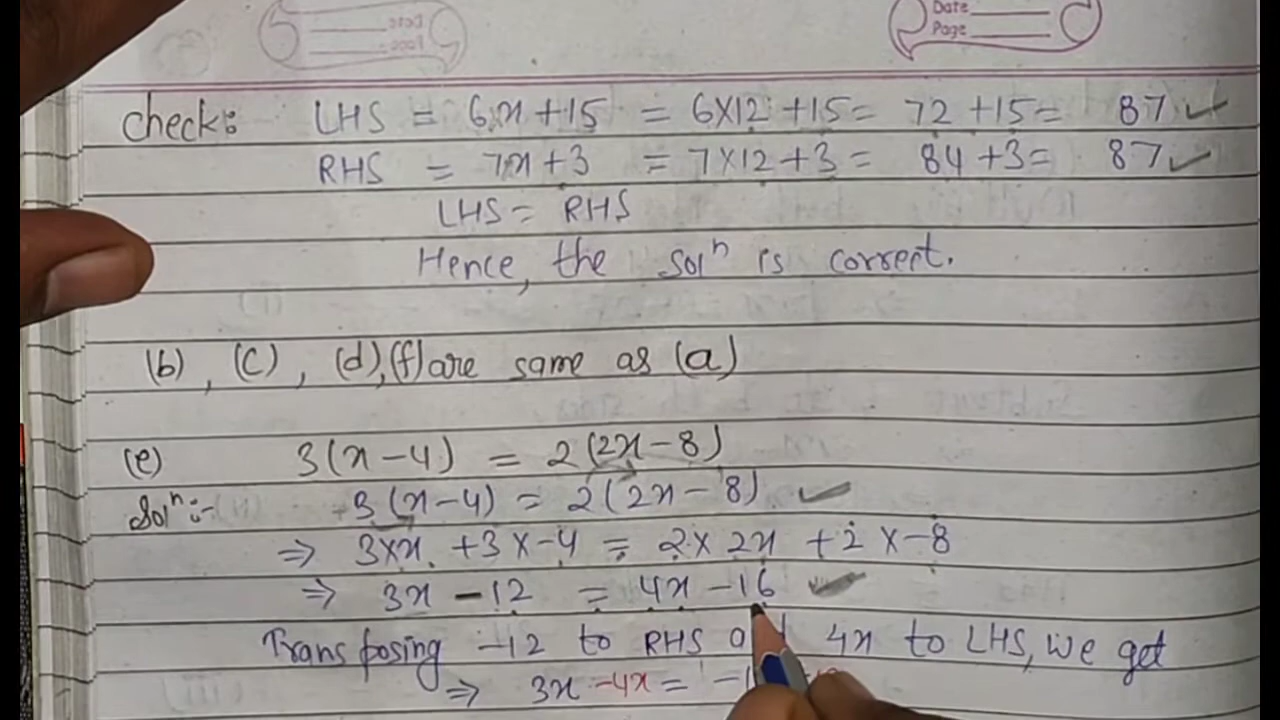 Date
Page
Check:  LHS = 6x + 15 = 6×12 + 15 = 72 + 15 = 87 ✓
RHS = 7x + 3 = 7×12 + 3 = 84 + 3 = 87 ✓
LHS = RHS
Hence, the solⁿ is correct.
(b), (c), (d), (f) are same as (a)
(e) 3(x-4) = 2(2x-8)
Solⁿ:- 3(x-4) = 2(2x-8) ✓
⇒ 3×x + 3×-4 = 2×2x + 2×-8
⇒ 3x - 12 = 4x - 16 ✓
Transposing -12 to RHS 4x to LHS, we get
⇒ 3x - 4x = -